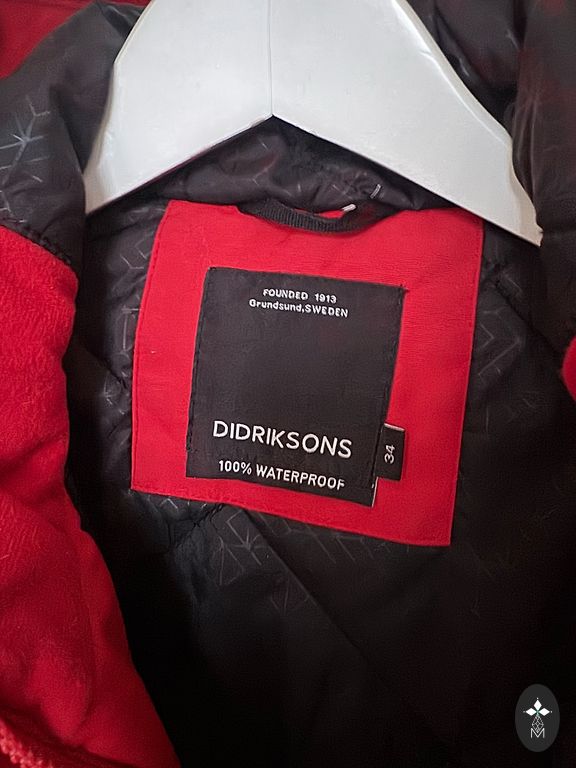 FOUNDED 1913
Grundsund,SWEDEN
DIDRIKSONS
34
100% WATERPROOF
M